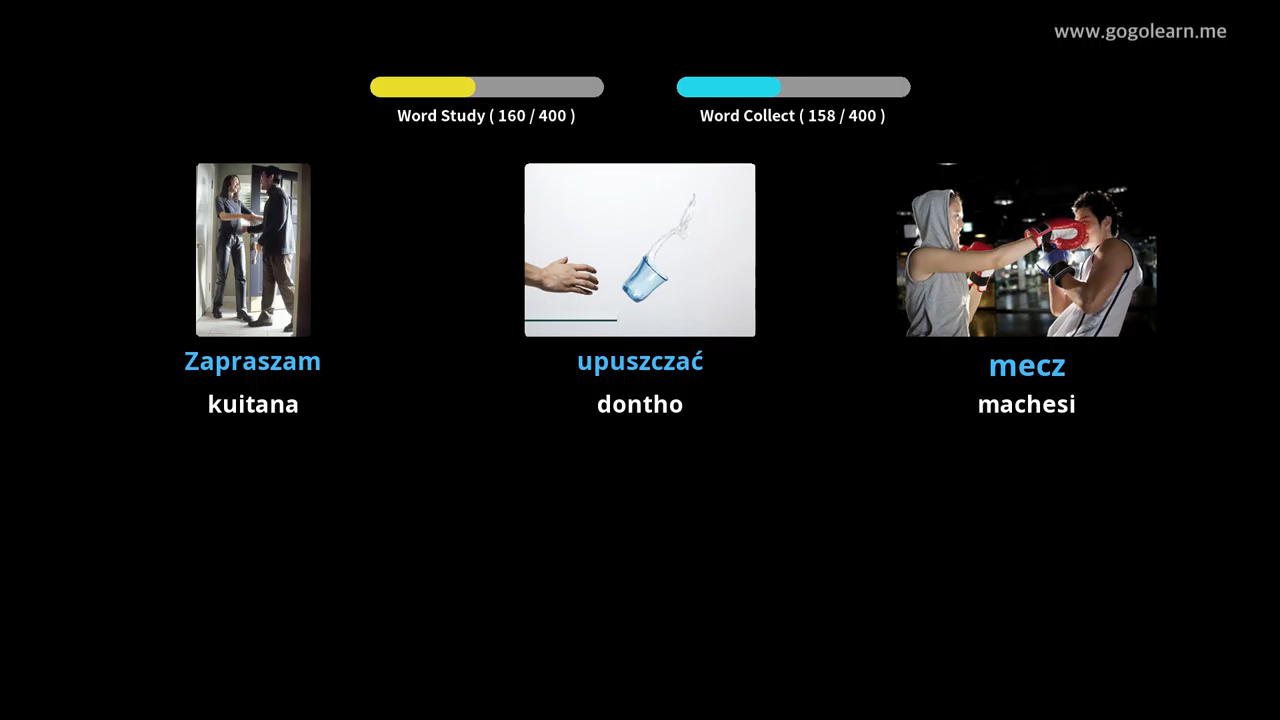 www.gogolearn.me
Word Study ( 160 / 400 )
Word Collect ( 158 / 400 )
Zapraszam
upuszczać
mecz
kuitana
dontho
machesi